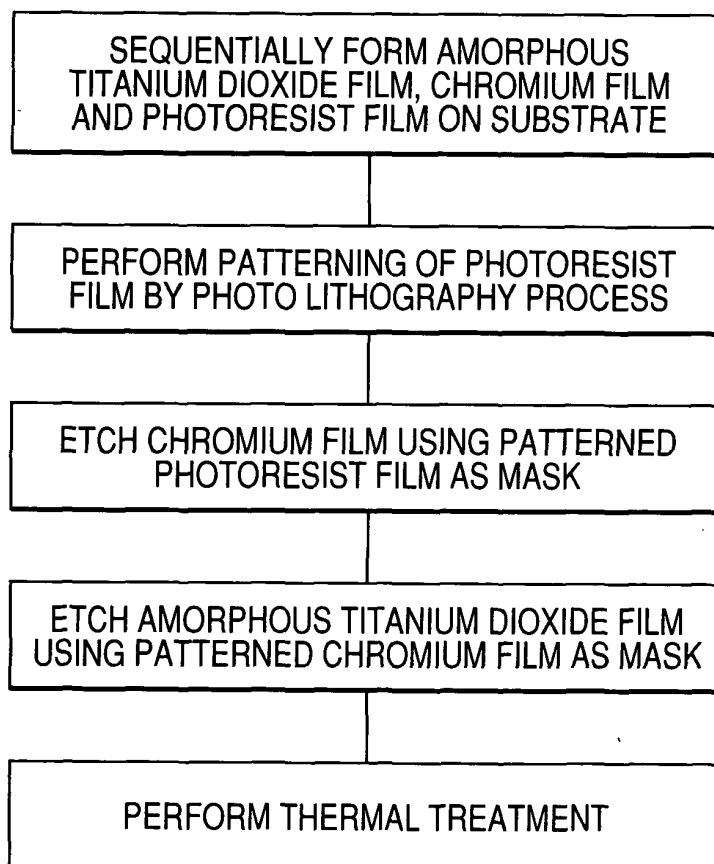 SEQUENTIALLY FORM AMORPHOUS
TITANIUM DIOXIDE FILM, CHROMIUM FILM
AND PHOTORESIST FILM ON SUBSTRATE
PERFORM PATTERNING OF PHOTORESIST
FILM BY PHOTO LITHOGRAPHY PROCESS
ETCH CHROMIUM FILM USING PATTERNED
PHOTORESIST FILM AS MASK
ETCH AMORPHOUS TITANIUM DIOXIDE FILM
USING PATTERNED CHROMIUM FILM AS MASK
PERFORM THERMAL TREATMENT